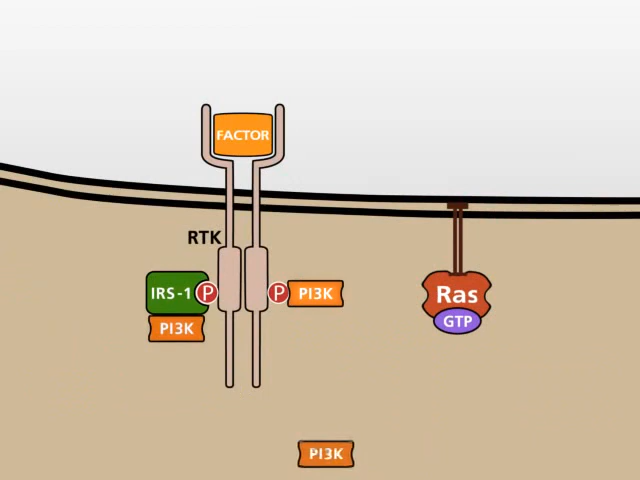 FACTOR
RTK
IRS-1
P
P
PI3K
PI3K
Ras
GTP
PI3K